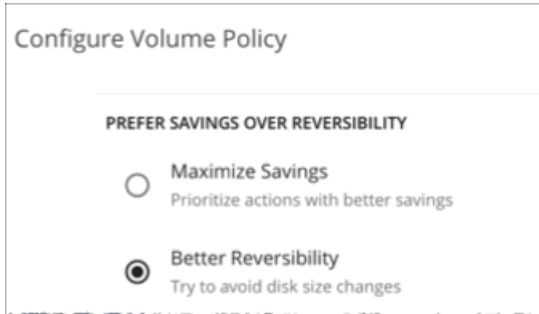 Configure Volume Policy
PREFER SAVINGS OVER REVERSIBILITY
Maximize Savings
Prioritize actions with better savings
Better Reversibility
Try to avoid disk size changes